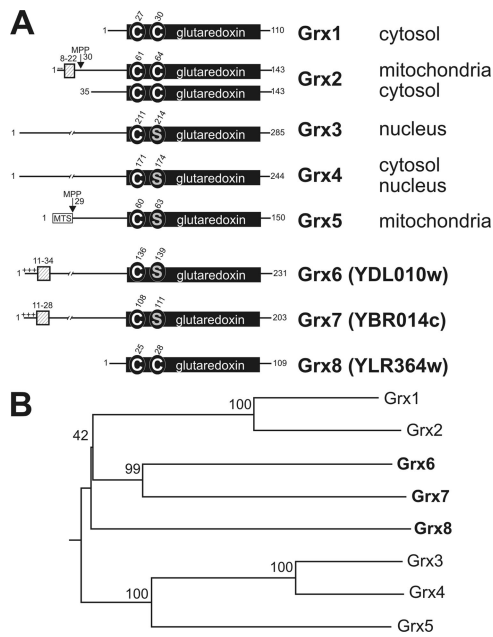 A
27 30
1 C C glutaredoxin 110 Grx1 cytosol
MPP
8-22 30 61 64
1 C C glutaredoxin 143 Grx2 mitochondria
35 C C glutaredoxin 143 cytosol
211 214
1 C S glutaredoxin 285 Grx3 nucleus
171 174
1 C S glutaredoxin 244 Grx4 cytosol
nucleus
MPP
29 60 63
1 MTS C S glutaredoxin 150 Grx5 mitochondria
11-34 136 139
1 +++ C S glutaredoxin 231 Grx6 (YDL010w)
11-28 108 111
1 +++ C S glutaredoxin 203 Grx7 (YBR014c)
25 28
1 C C glutaredoxin 109 Grx8 (YLR364w)
B
100 Grx1
Grx2
42
99 Grx6
Grx7
Grx8
100 Grx3
Grx4
100 Grx5